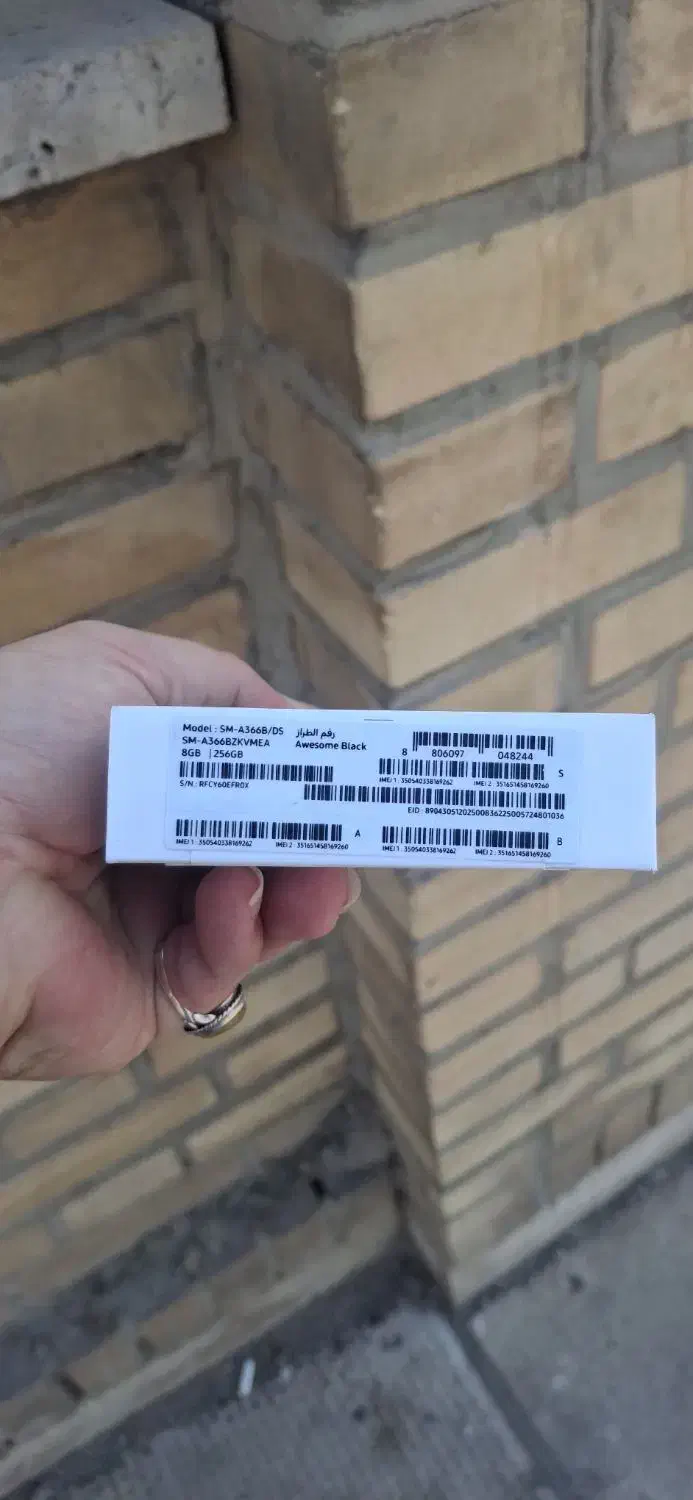 Model : SM-A366B/DS رقم الطراز
SM-A366BZKVMEA Awesome Black
8GB | 256GB
8 806097 048244
S/N : RFCY60EFR0X
IMEI 1 : 350540338169262 IMEI 2 : 351651458169260 S
EID : 89043051202500836225005724801036
IMEI 1 : 350540338169262 IMEI 2 : 351651458169260 A
IMEI 1 : 350540338169262 IMEI 2 : 351651458169260 B